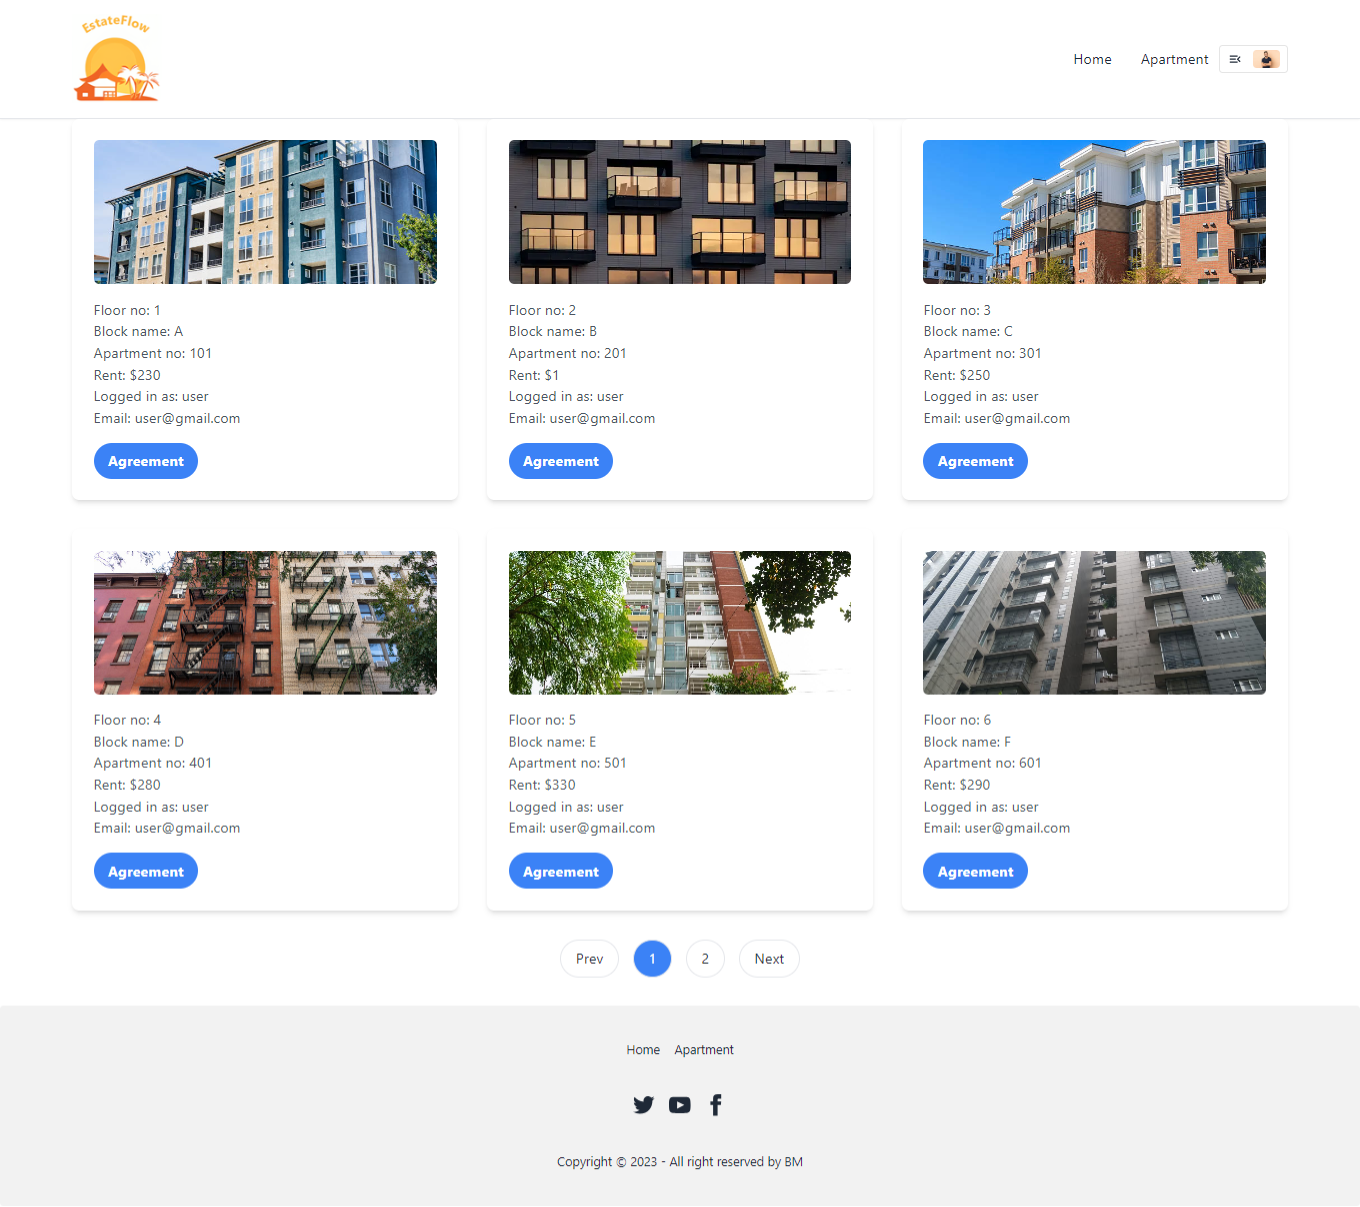 EstateFlow
Home
Apartment
Floor no: 1
Block name: A
Apartment no: 101
Rent: $230
Logged in as: user
Email: user@gmail.com
Agreement
Floor no: 2
Block name: B
Apartment no: 201
Rent: $1
Logged in as: user
Email: user@gmail.com
Agreement
Floor no: 3
Block name: C
Apartment no: 301
Rent: $250
Logged in as: user
Email: user@gmail.com
Agreement
Floor no: 4
Block name: D
Apartment no: 401
Rent: $280
Logged in as: user
Email: user@gmail.com
Agreement
Floor no: 5
Block name: E
Apartment no: 501
Rent: $330
Logged in as: user
Email: user@gmail.com
Agreement
Floor no: 6
Block name: F
Apartment no: 601
Rent: $290
Logged in as: user
Email: user@gmail.com
Agreement
Prev 1 2 Next
Home Apartment
Copyright © 2023 - All right reserved by BM